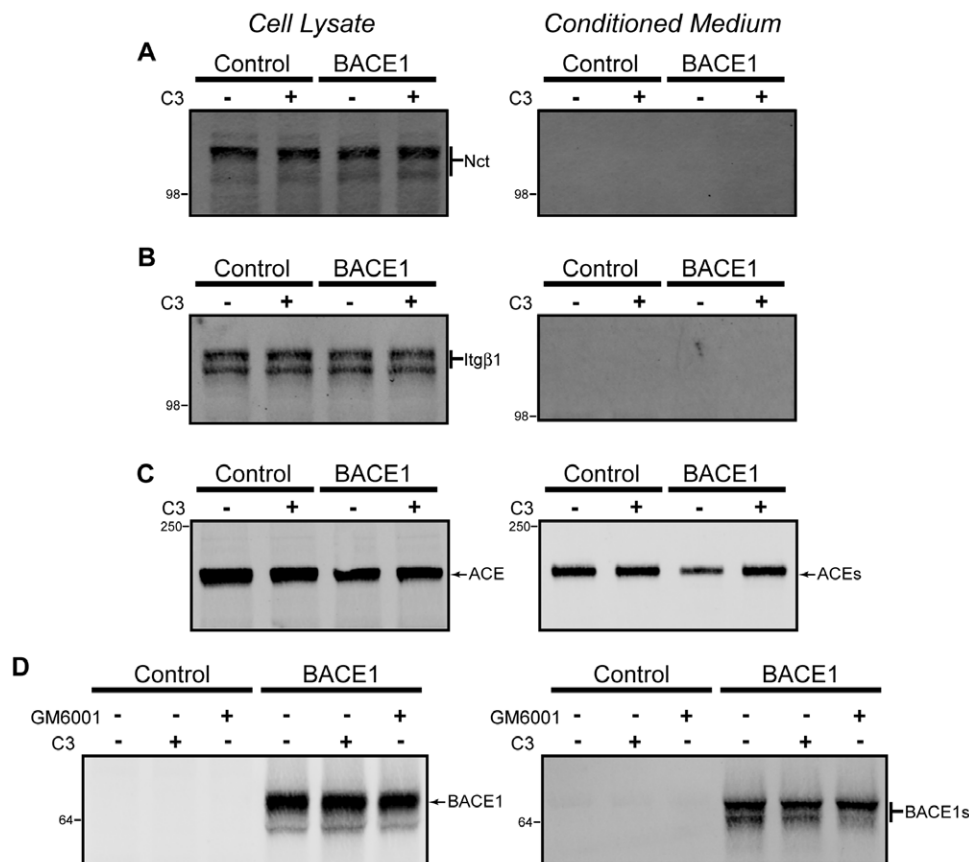 Cell Lysate Conditioned Medium
A
Control BACE1 Control BACE1
C3 - + - + - + - +
Nct
98 98
B
Control BACE1 Control BACE1
C3 - + - + C3 - + - +
Itgβ1
98 98
C
Control BACE1 Control BACE1
C3 - + - + C3 - + - +
250 250
ACE ACEs
D
Control BACE1 Control BACE1
GM6001 - - + - - + GM6001 - - + - - +
C3 - + - - + - C3 - + - - + -
BACE1 BACE1s
64 64